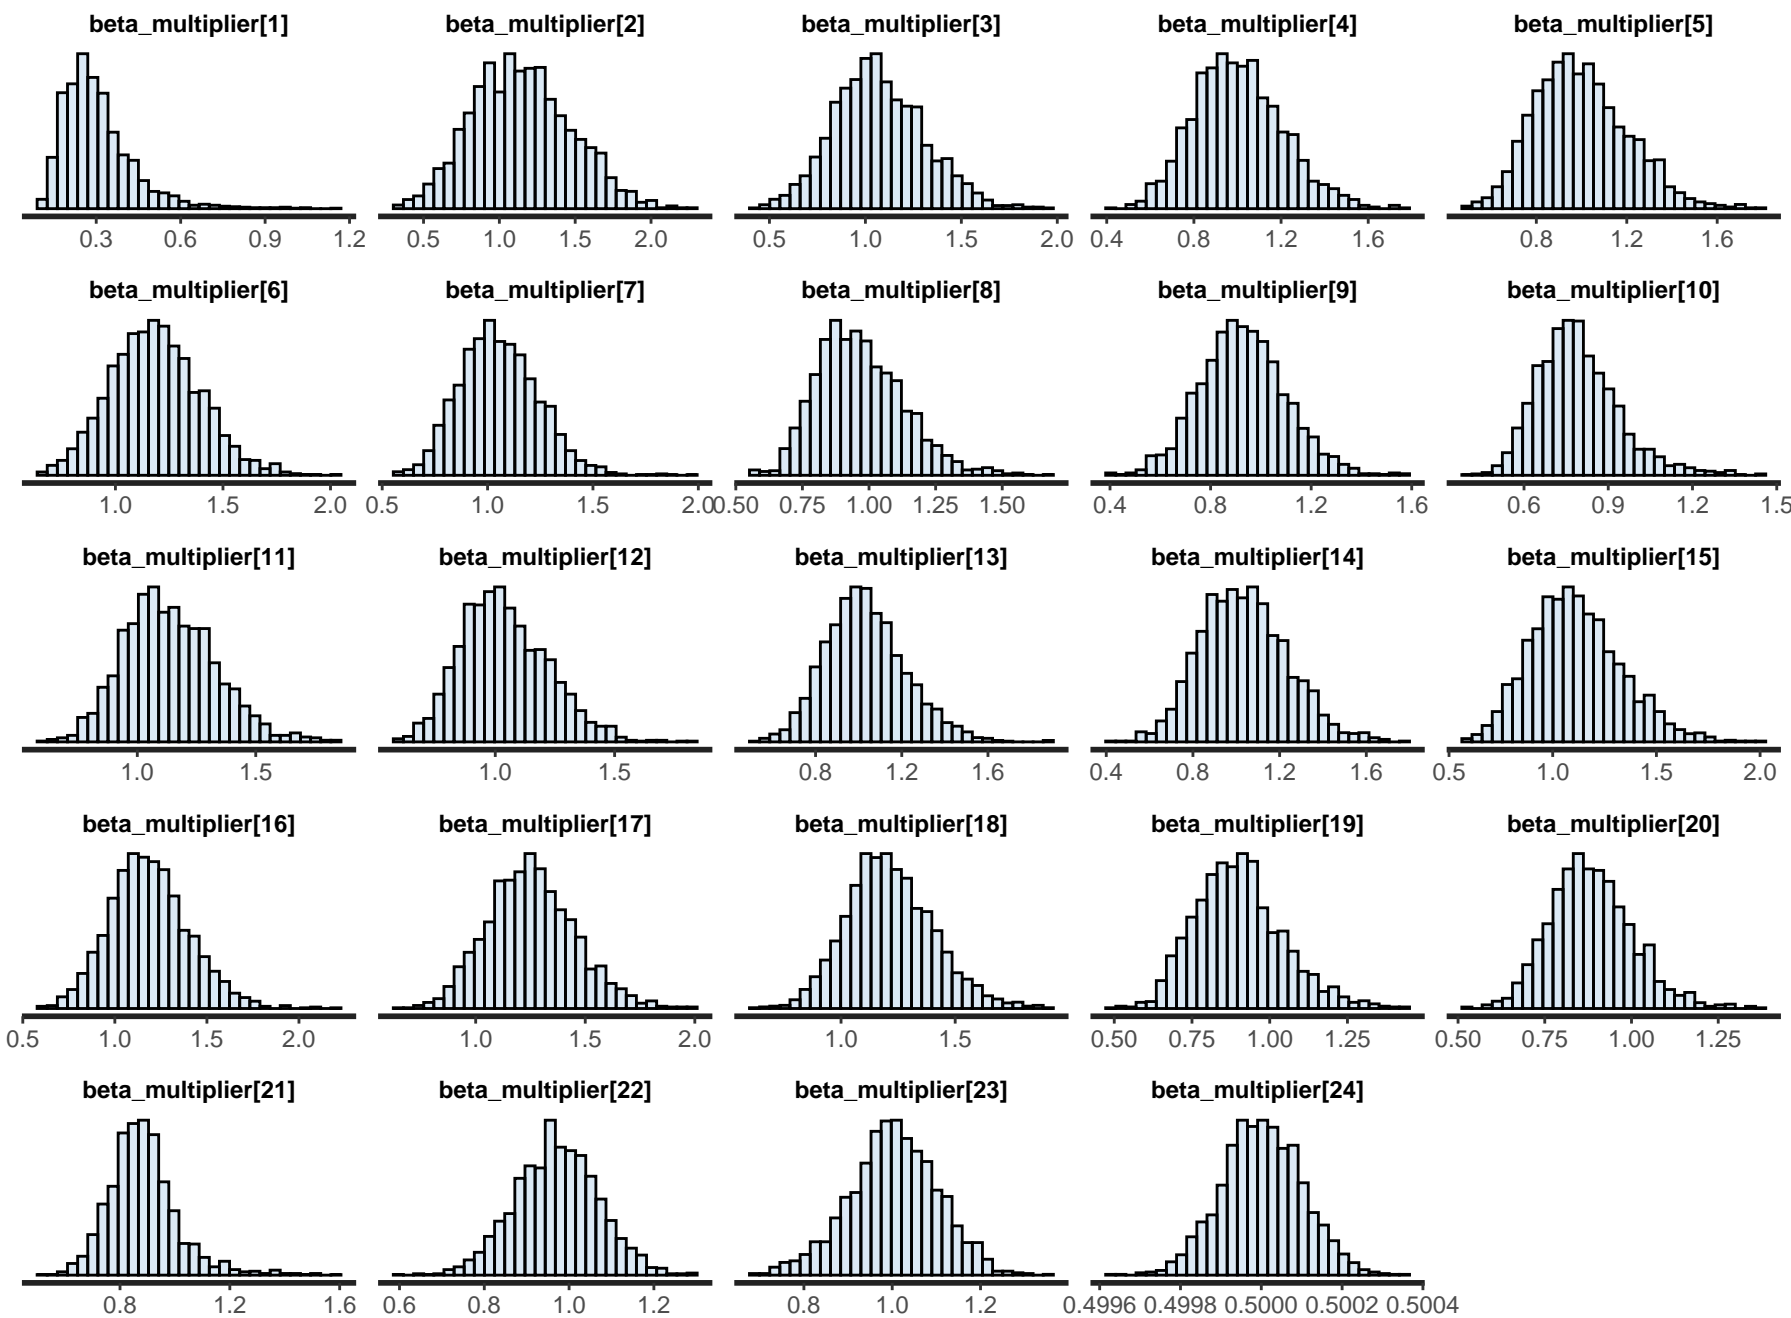 beta_multiplier[1] beta_multiplier[2] beta_multiplier[3] beta_multiplier[4] beta_multiplier[5]
0.3 0.6 0.9 1.2 0.5 1.0 1.5 2.0 0.5 1.0 1.5 2.0 0.4 0.8 1.2 1.6 0.8 1.2 1.6
beta_multiplier[6] beta_multiplier[7] beta_multiplier[8] beta_multiplier[9] beta_multiplier[10]
1.0 1.5 2.0 0.5 1.0 1.5 2.0 0.50 0.75 1.00 1.25 1.50 0.4 0.8 1.2 1.6 0.6 0.9 1.2 1.5
beta_multiplier[11] beta_multiplier[12] beta_multiplier[13] beta_multiplier[14] beta_multiplier[15]
1.0 1.5 1.0 1.5 0.8 1.2 1.6 0.4 0.8 1.2 1.6 0.5 1.0 1.5 2.0
beta_multiplier[16] beta_multiplier[17] beta_multiplier[18] beta_multiplier[19] beta_multiplier[20]
0.5 1.0 1.5 2.0 1.0 1.5 2.0 1.0 1.5 0.50 0.75 1.00 1.25 0.50 0.75 1.00 1.25
beta_multiplier[21] beta_multiplier[22] beta_multiplier[23] beta_multiplier[24]
0.8 1.2 1.6 0.6 0.8 1.0 1.2 0.8 1.0 1.2 0.4996 0.4998 0.5000 0.5002 0.5004